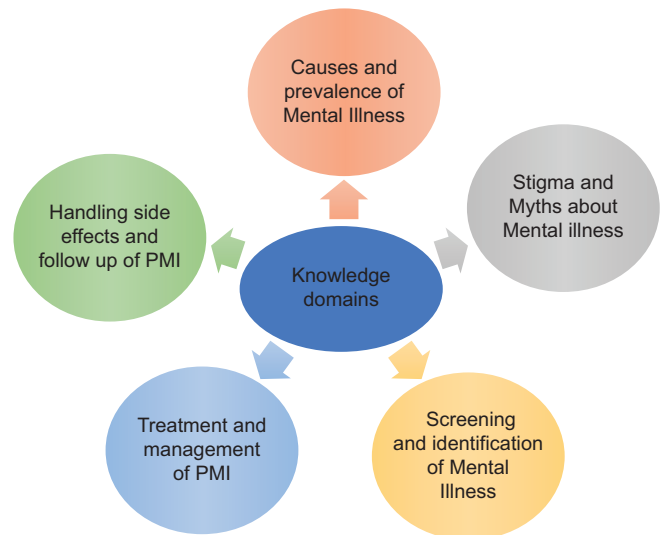 Causes and
prevalence of
Mental Illness
Stigma and
Myths about
Mental illness
Handling side
effects and
follow up of PMI
Knowledge
domains
Treatment and
management
of PMI
Screening
and identification
of Mental
Illness